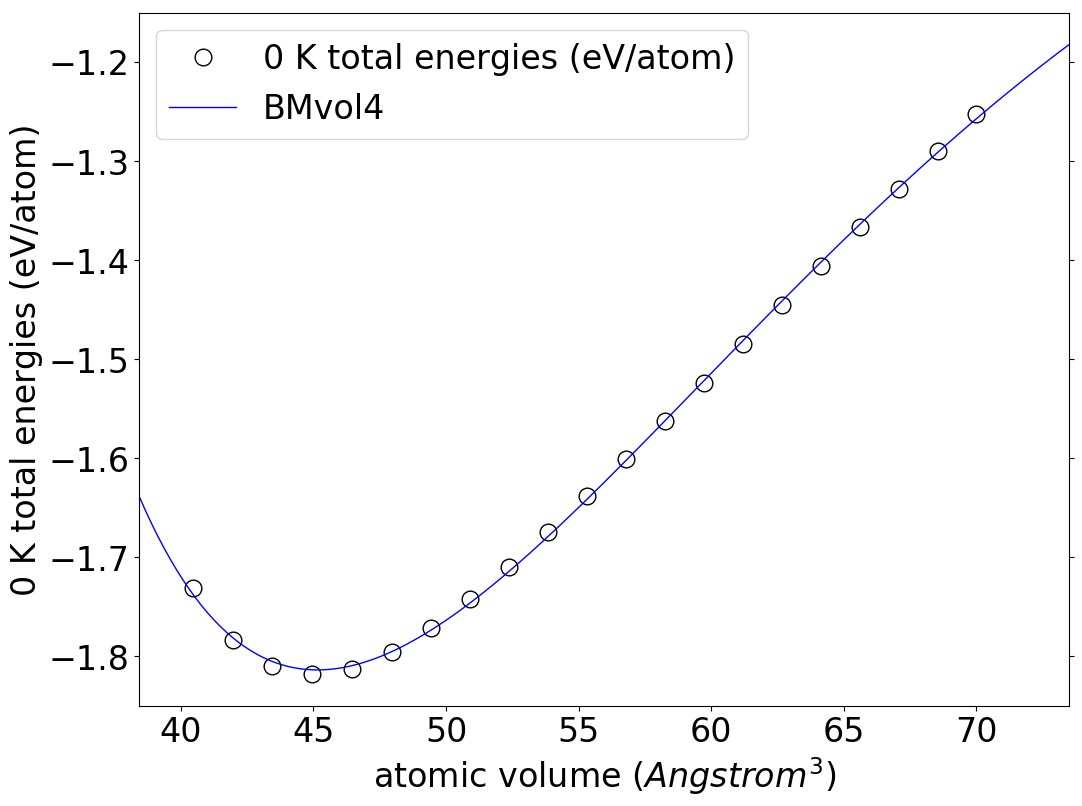 0 K total energies (eV/atom)
BMvol4
0 K total energies (eV/atom)
−1.2
−1.3
−1.4
−1.5
−1.6
−1.7
−1.8
40 45 50 55 60 65 70
atomic volume (Angstrom³)